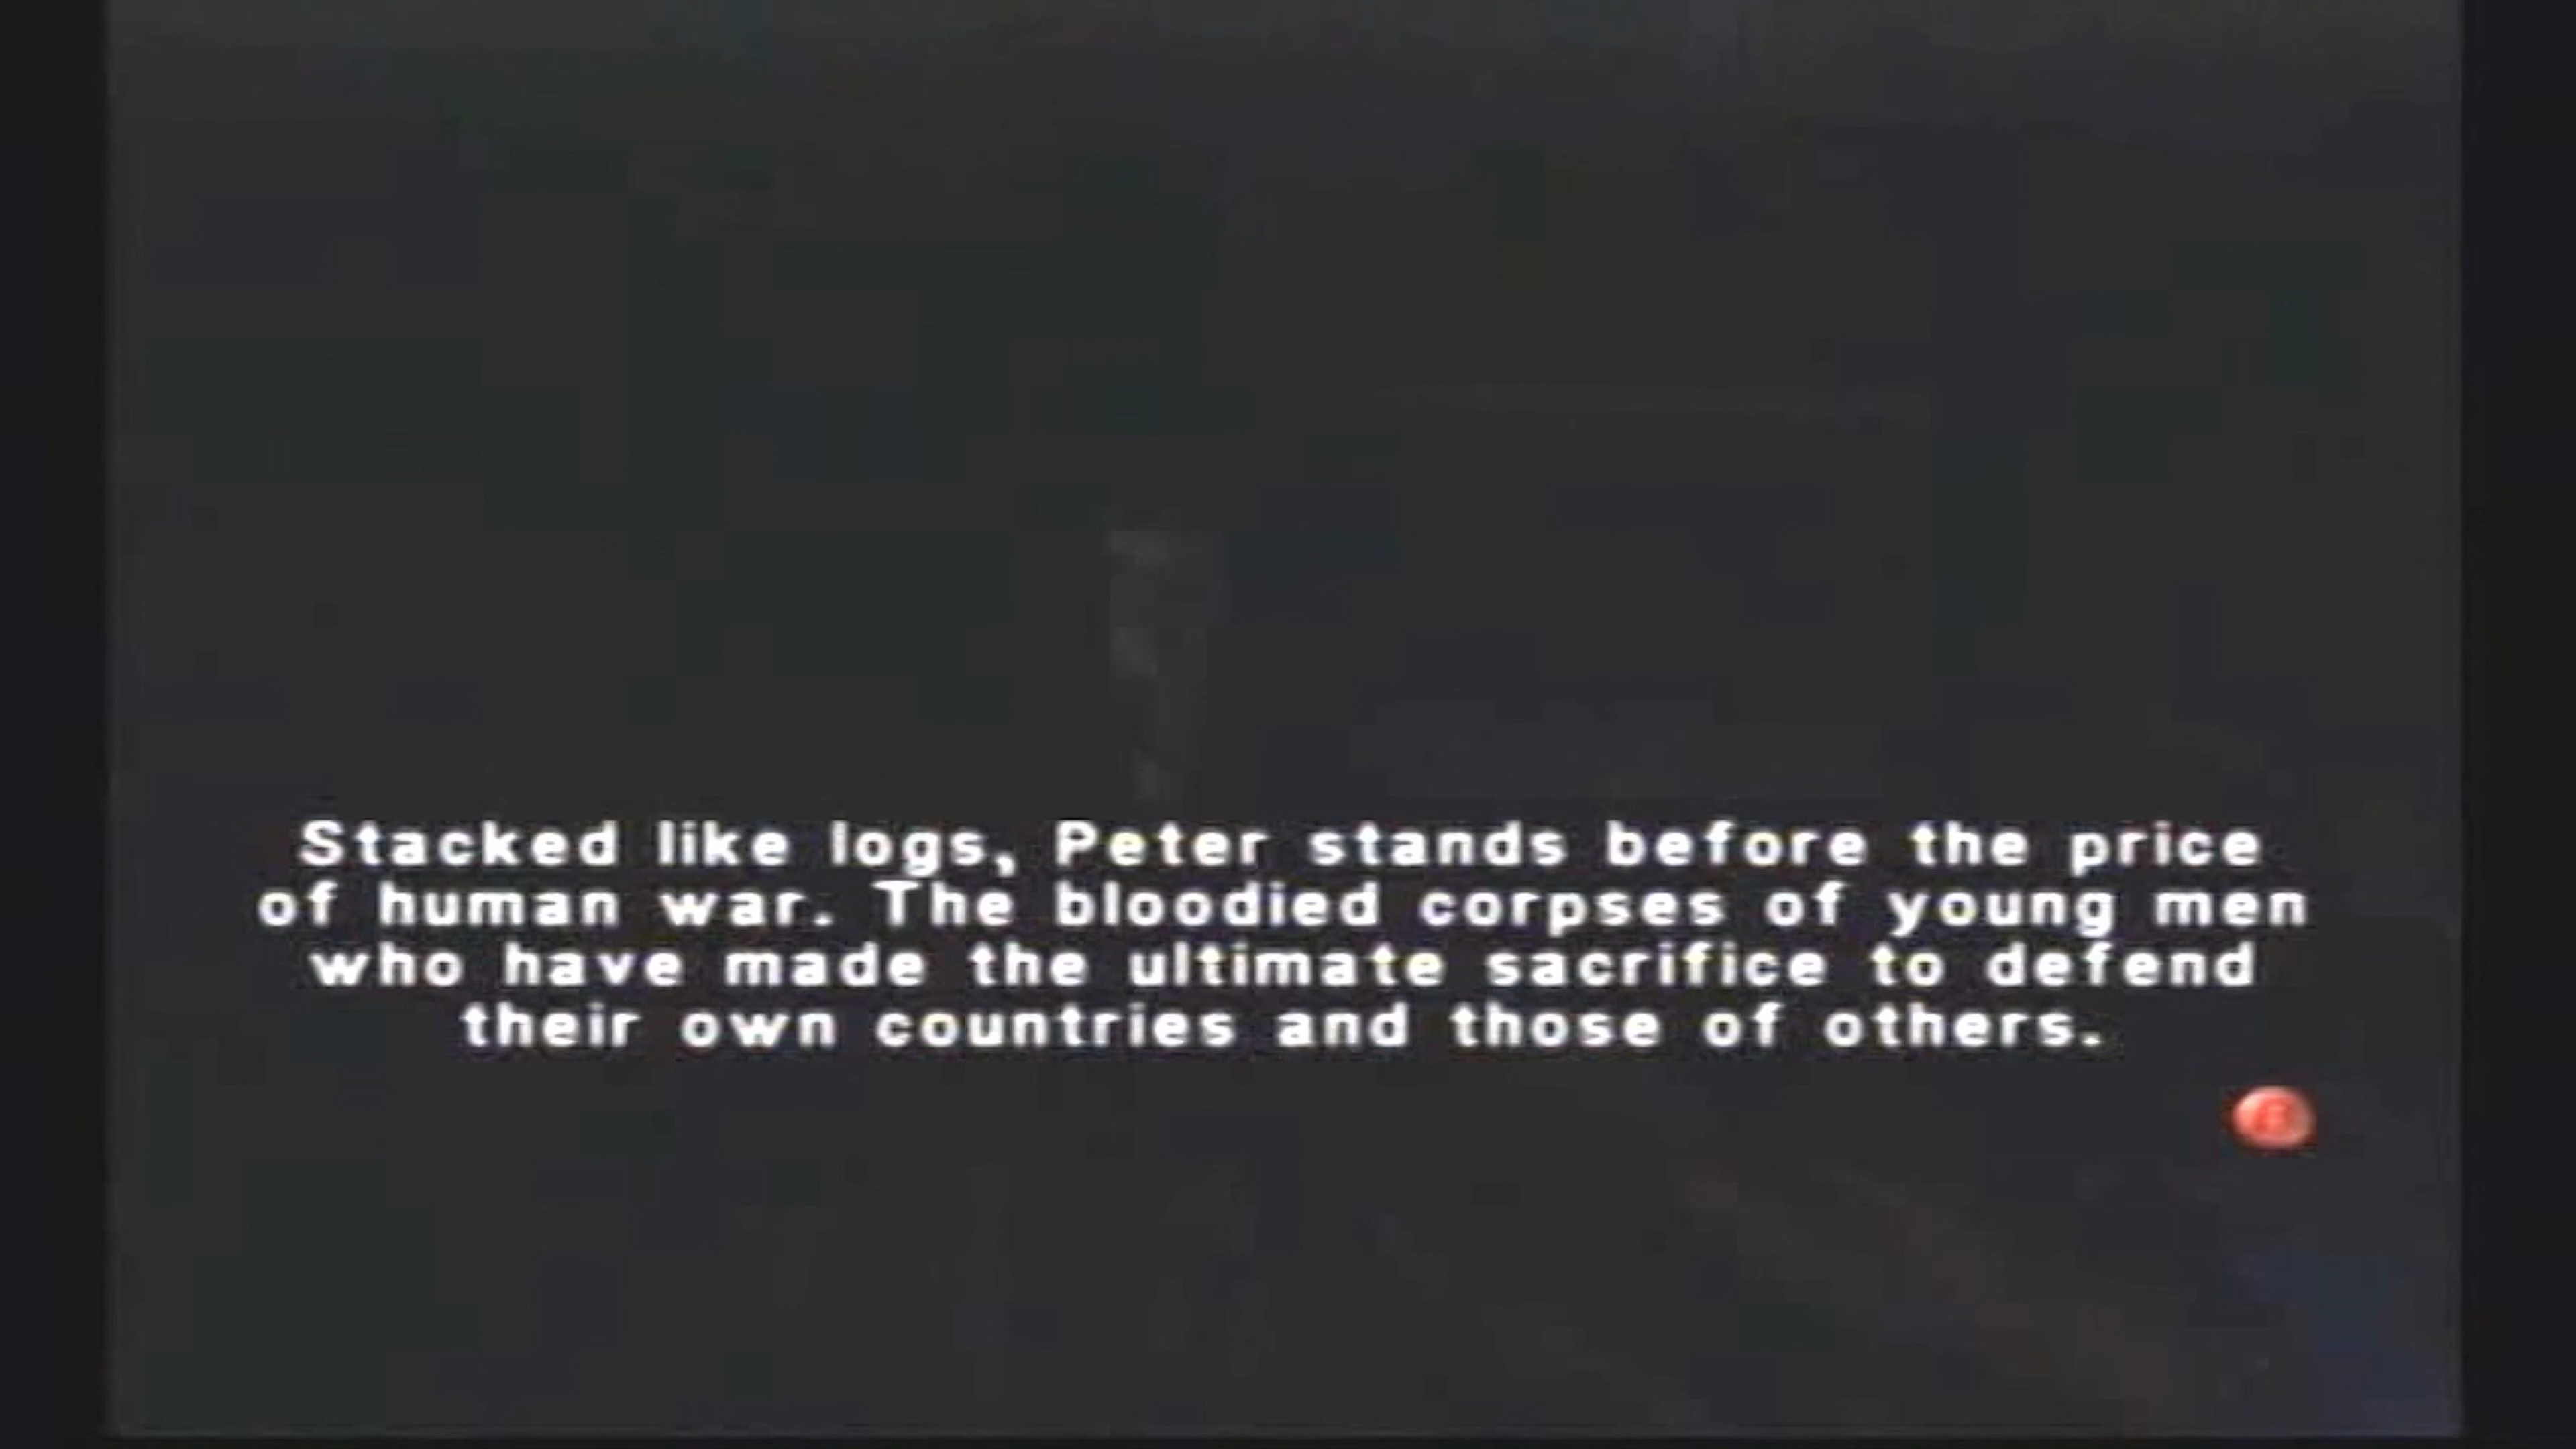 Stacked like logs, Peter stands before the price
of human war. The bloodied corpses of young men
who have made the ultimate sacrifice to defend
their own countries and those of others.